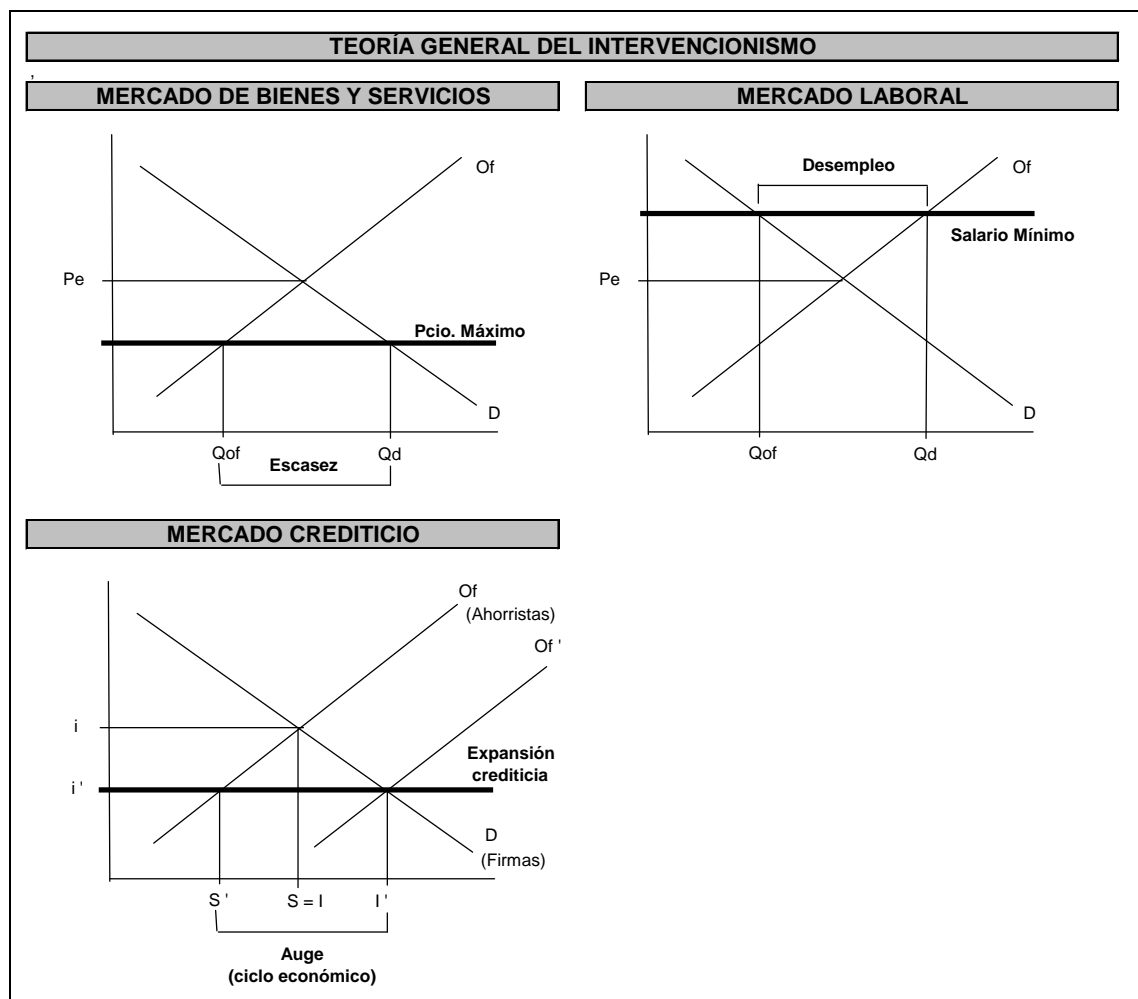 TEORÍA GENERAL DEL INTERVENCIONISMO
,
MERCADO DE BIENES Y SERVICIOS
Of
Pe
Pcio. Máximo
D
Qof
Qd
Escasez
MERCADO LABORAL
Desempleo
Of
Salario Mínimo
Pe
D
Qof
Qd
MERCADO CREDITICIO
Of
(Ahorristas)
Of '
i
Expansión
crediticia
i '
D
(Firmas)
S '
S = I
I '
Auge
(ciclo económico)